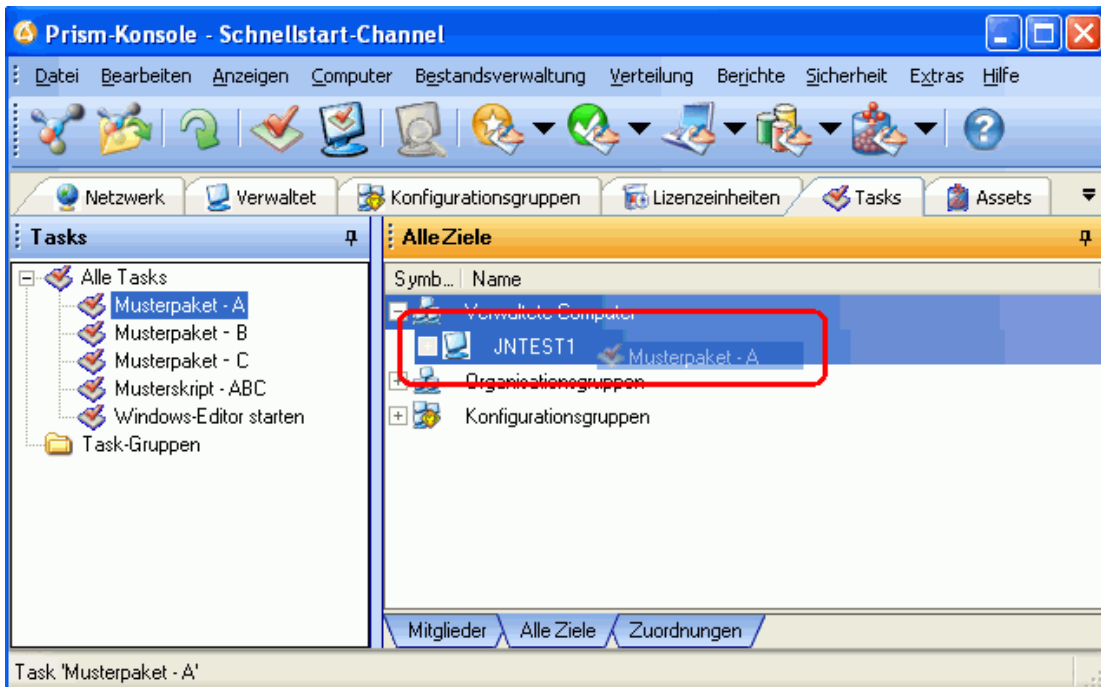 Prism-Konsole - Schnellstart-Channel
Datei Bearbeiten Anzeigen Computer Bestandsverwaltung Verteilung Berichte Sicherheit Extras Hilfe
Netzwerk Verwaltet Konfigurationsgruppen Lizenzeinheiten Tasks Assets
Tasks
Alle Ziele
Alle Tasks
Musterpaket - A
Musterpaket - B
Musterpaket - C
Musterskript - ABC
Windows-Editor starten
Task-Gruppen
Symb... Name
Verwaltete Computer
JNTEST1 Musterpaket - A
Organisationsgruppen
Konfigurationsgruppen
Mitglieder Alle Ziele Zuordnungen
Task 'Musterpaket - A'